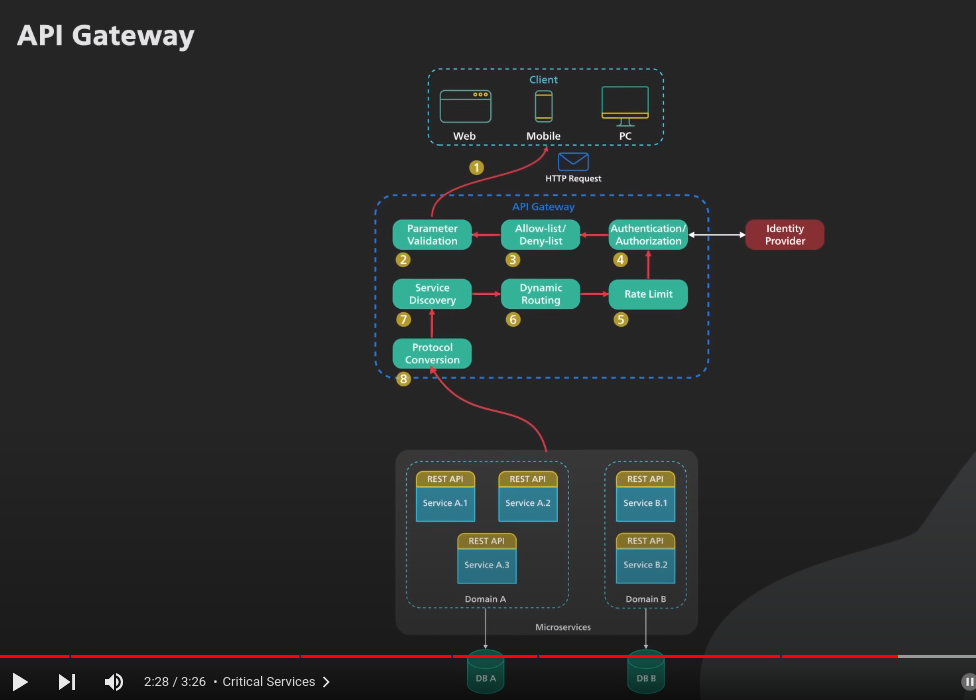 API Gateway
Client
Web
Mobile
PC
1
HTTP Request
API Gateway
Parameter
Validation
Allow-list/
Deny-list
Authentication/
Authorization
Identity
Provider
2
3
4
Service
Discovery
Dynamic
Routing
Rate Limit
7
6
5
Protocol
Conversion
8
REST API
REST API
REST API
Service A.1
Service A.2
Service B.1
REST API
REST API
Service A.3
Service B.2
Domain A
Domain B
Microservices
DB A
DB B
2:28 / 3:26 • Critical Services